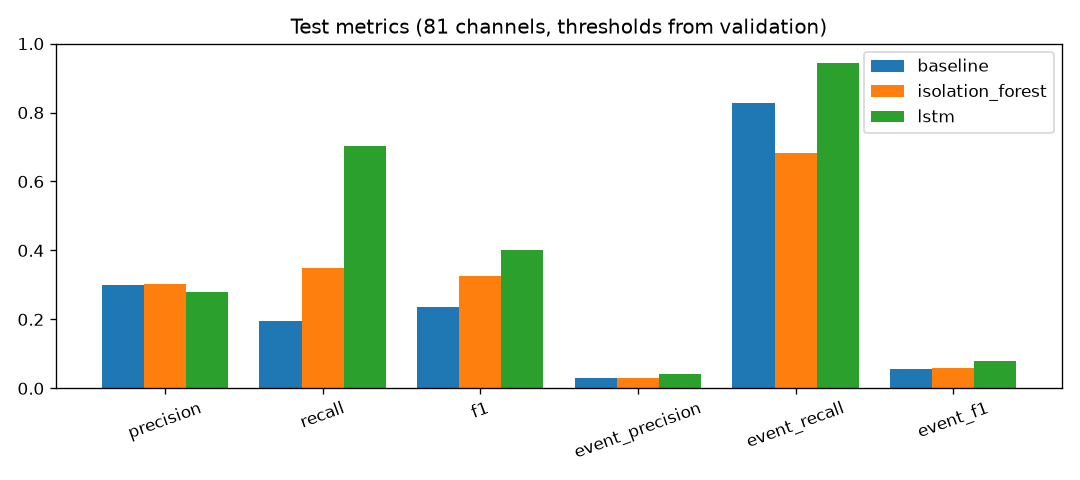 Test metrics (81 channels, thresholds from validation)
1.0
0.8
0.6
0.4
0.2
0.0
baseline
isolation_forest
lstm
precision
recall
f1
event_precision
event_recall
event_f1